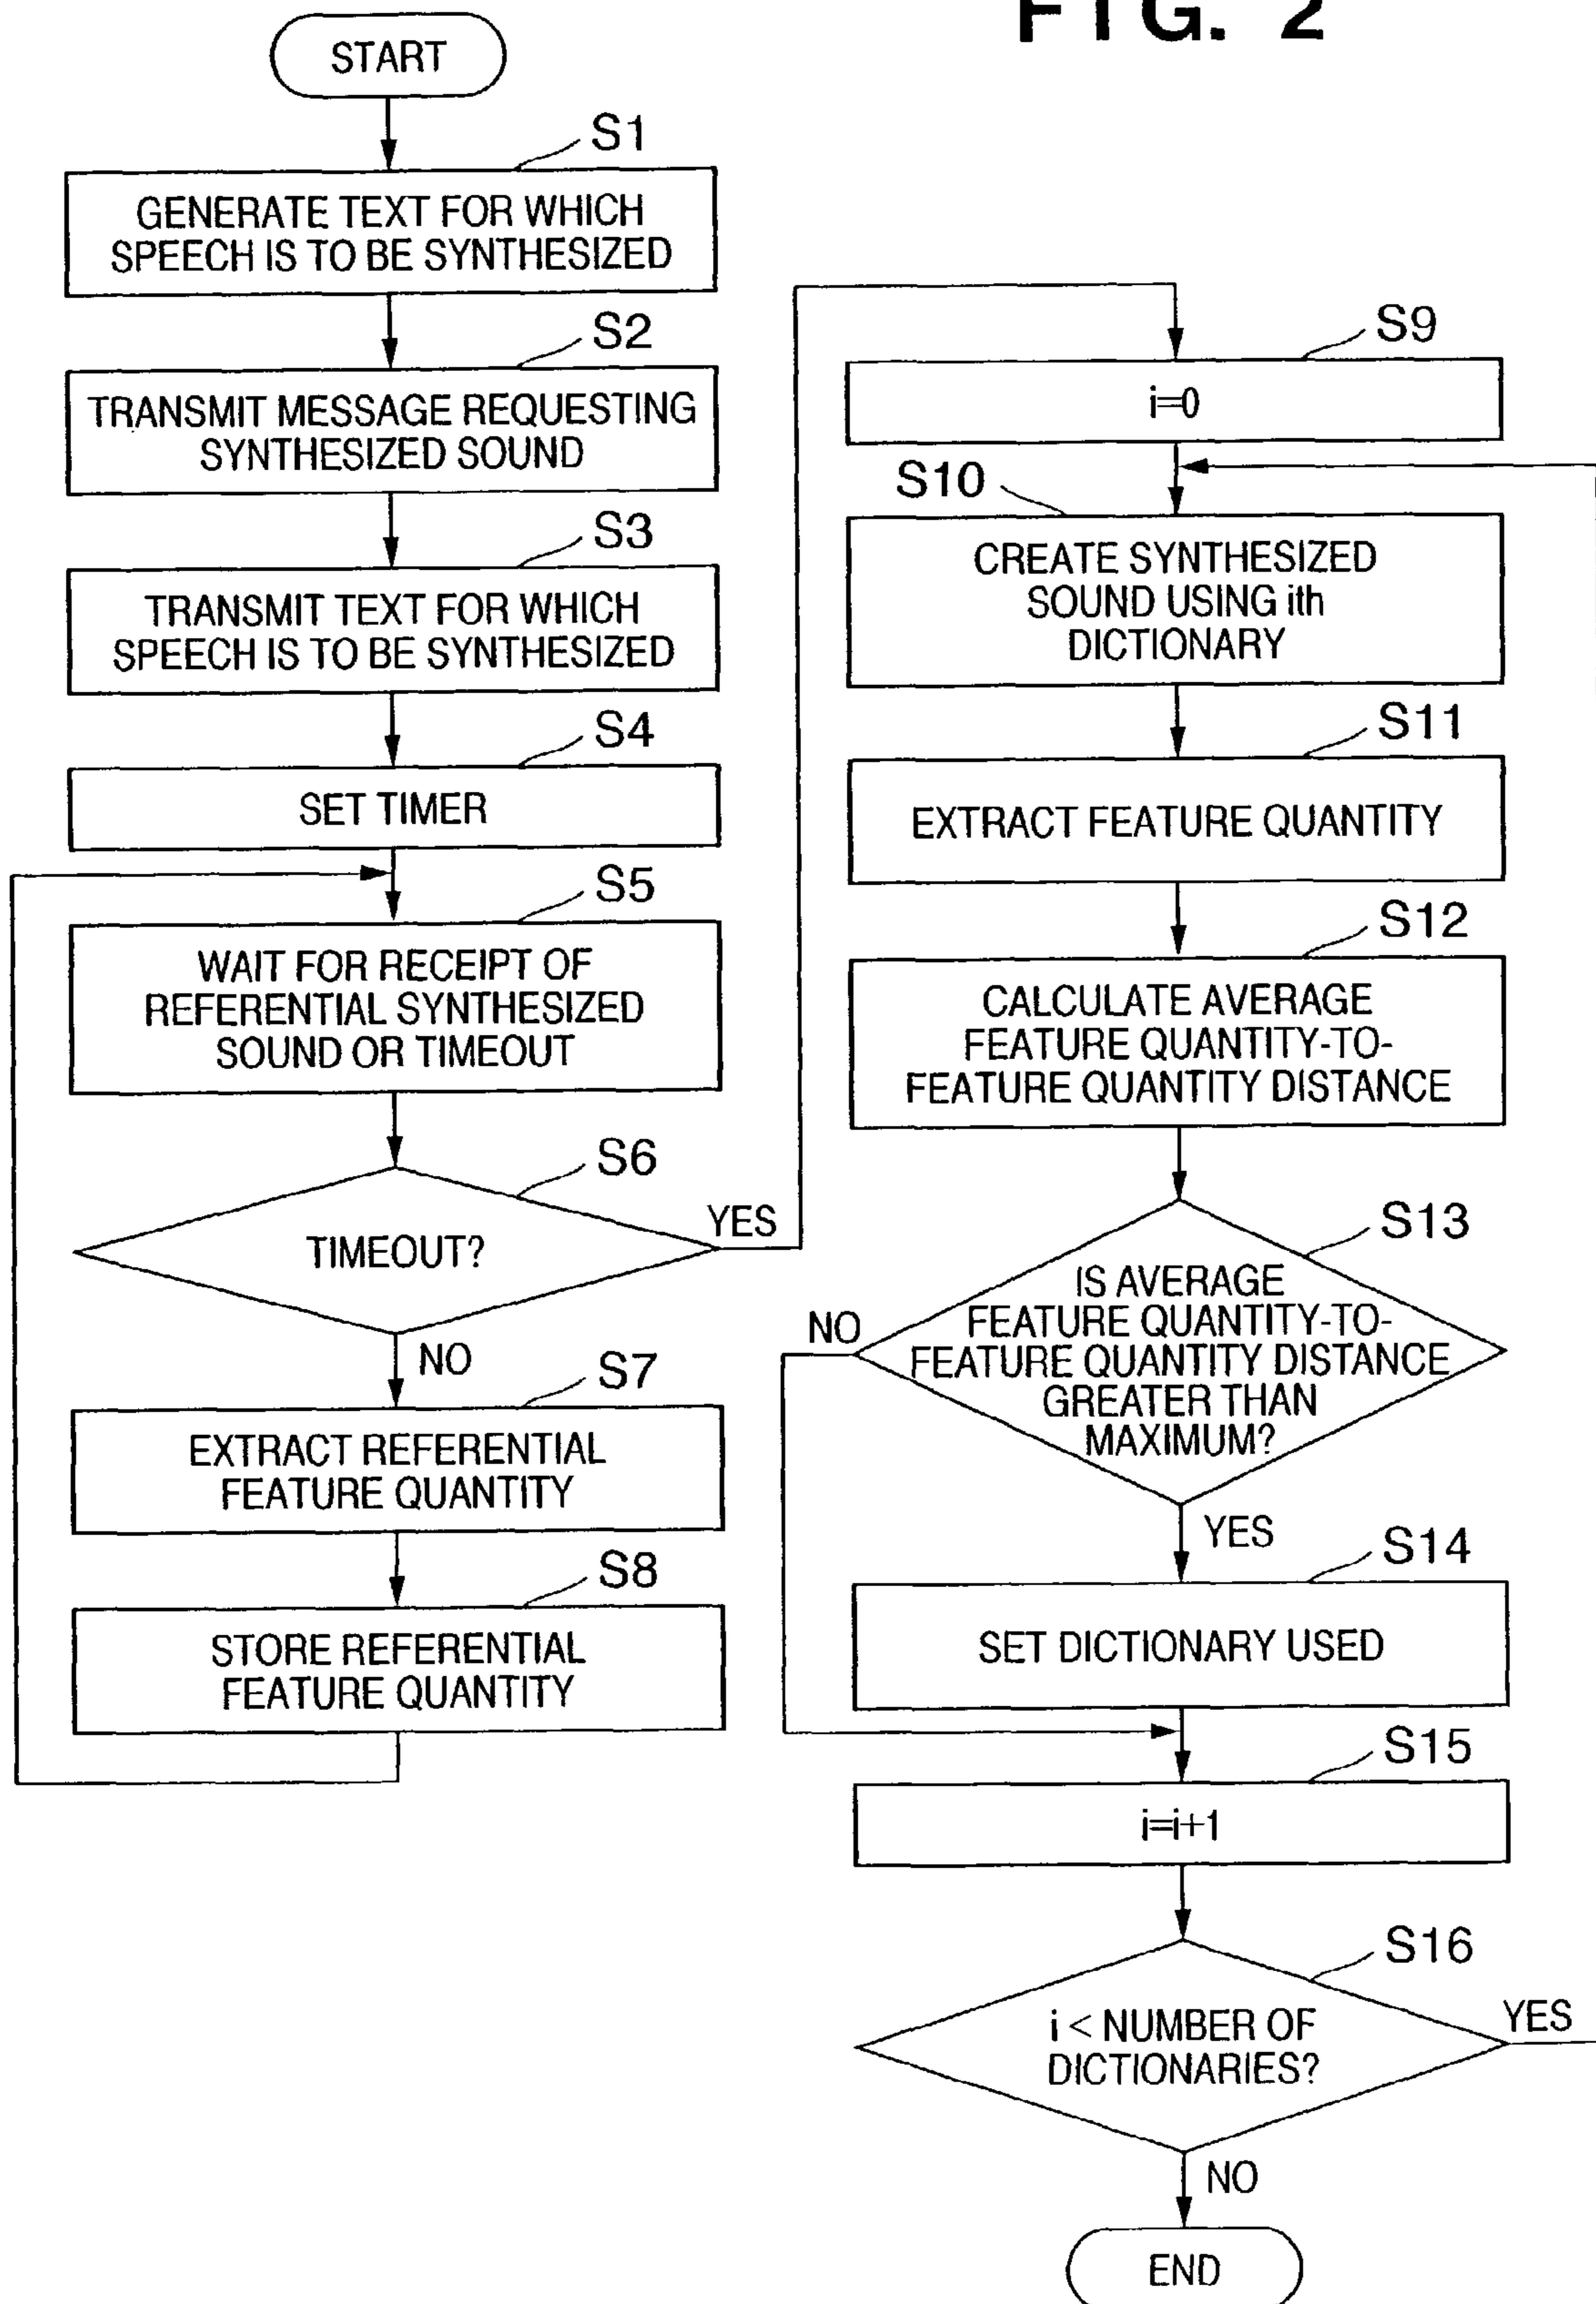 FIG. 2
START
S1
GENERATE TEXT FOR WHICH
SPEECH IS TO BE SYNTHESIZED
S2
TRANSMIT MESSAGE REQUESTING
SYNTHESIZED SOUND
S3
TRANSMIT TEXT FOR WHICH
SPEECH IS TO BE SYNTHESIZED
S4
SET TIMER
S5
WAIT FOR RECEIPT OF
REFERENTIAL SYNTHESIZED
SOUND OR TIMEOUT
S6
TIMEOUT?
YES
NO
S7
EXTRACT REFERENTIAL
FEATURE QUANTITY
S8
STORE REFERENTIAL
FEATURE QUANTITY
S9
i=0
S10
CREATE SYNTHESIZED
SOUND USING ith
DICTIONARY
S11
EXTRACT FEATURE QUANTITY
S12
CALCULATE AVERAGE
FEATURE QUANTITY-TO-
FEATURE QUANTITY DISTANCE
S13
IS AVERAGE
FEATURE QUANTITY-TO-
FEATURE QUANTITY DISTANCE
GREATER THAN
MAXIMUM?
NO
YES
S14
SET DICTIONARY USED
S15
i=i+1
S16
i < NUMBER OF
DICTIONARIES?
YES
NO
END